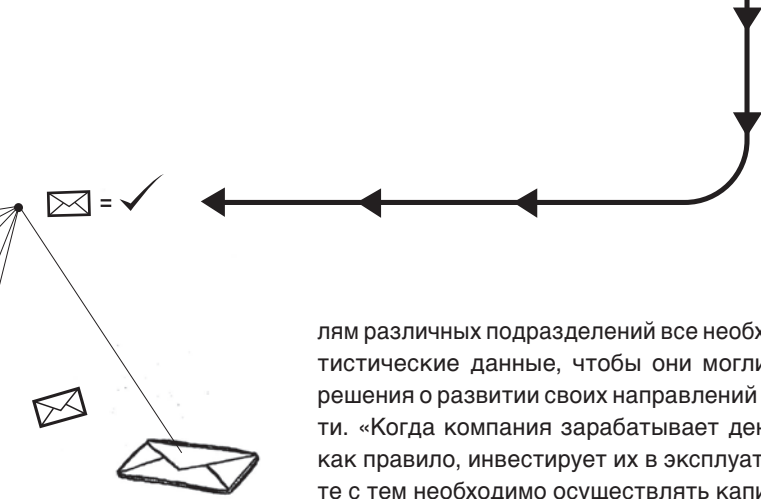 =
лям различных подразделений все необх
тистические данные, чтобы они могли
решения о развитии своих направлений
ти. «Когда компания зарабатывает ден
как правило, инвестирует их в эксплуат
те с тем необходимо осуществлять капи